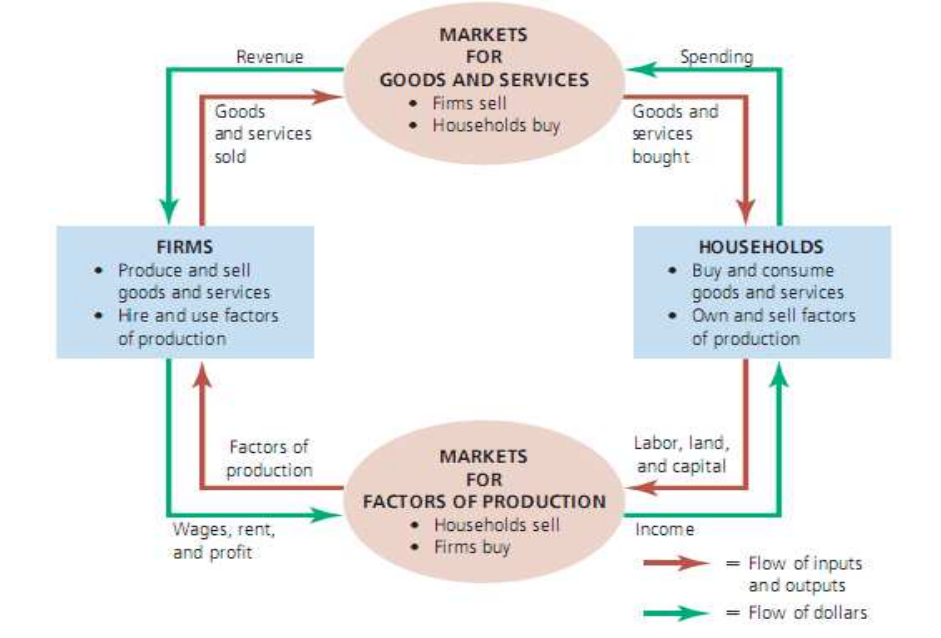 MARKETS
FOR
GOODS AND SERVICES
• Firms sell
• Households buy
Revenue
Spending
Goods
and services
sold
Goods and
services
bought
FIRMS
• Produce and sell
goods and services
• Hire and use factors
of production
HOUSEHOLDS
• Buy and consume
goods and services
• Own and sell factors
of production
Factors of
production
Labor, land,
and capital
MARKETS
FOR
FACTORS OF PRODUCTION
• Households sell
• Firms buy
Wages, rent,
and profit
Income
= Flow of inputs
and outputs
= Flow of dollars